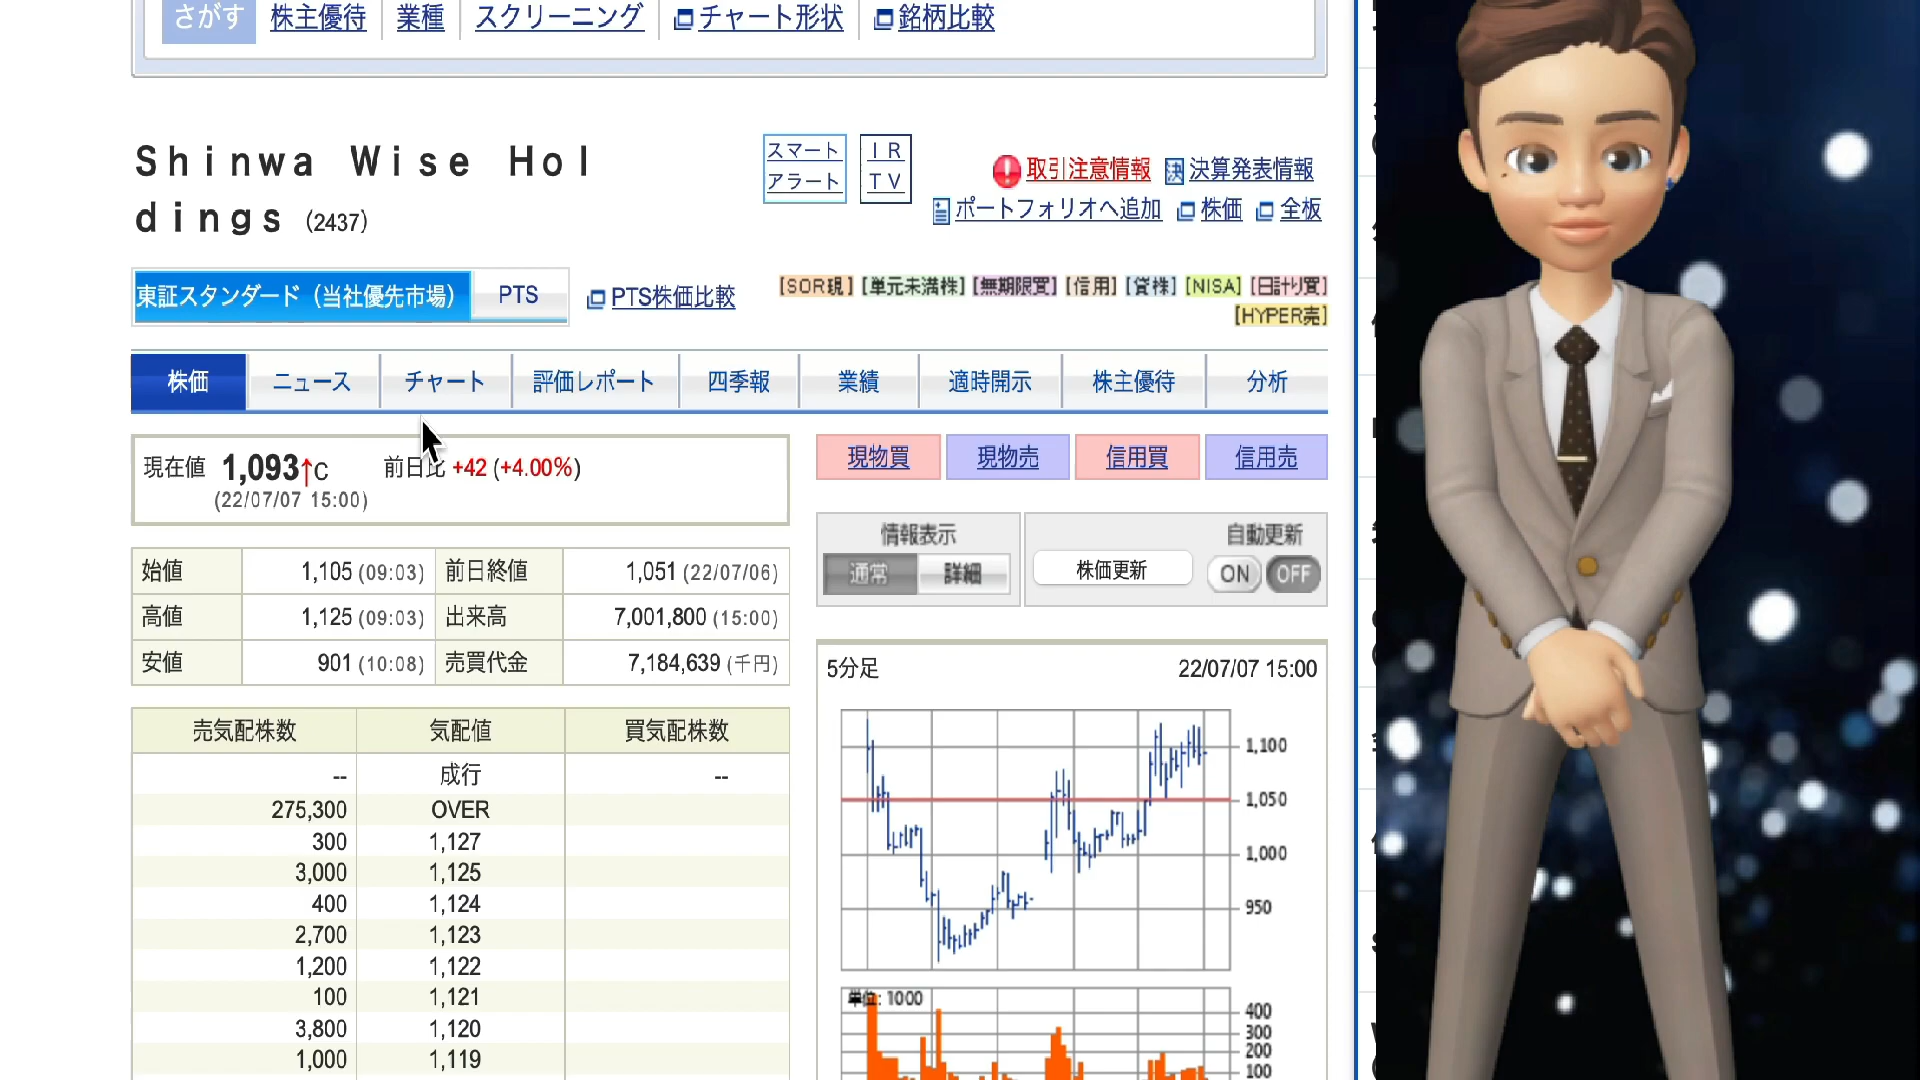 さがす 株主優待 業種 スクリーニング チャート形状 銘柄比較
Shinwa Wise Hol
dings (2437)
スマート
アラート
IR
TV
取引注意情報 決算発表情報
ポートフォリオへ追加 株価 全板
東証スタンダード（当社優先市場） PTS PTS株価比較
[SOR現] [単元未満株] [無期限買] [信用] [貸株] [NISA] [日計り買]
[HYPER売]
株価 ニュース チャート 評価レポート 四季報 業績 適時開示 株主優待 分析
現在値 1,093↑C 前日比 +42 (+4.00%)
(22/07/07 15:00)
現物買 現物売 信用買 信用売
情報表示
通常 詳細
自動更新
株価更新 ON OFF
始値 1,105 (09:03) 前日終値 1,051 (22/07/06)
高値 1,125 (09:03) 出来高 7,001,800 (15:00)
安値 901 (10:08) 売買代金 7,184,639 (千円)
売気配株数 気配値 買気配株数
-- 成行 --
275,300 OVER
300 1,127
3,000 1,125
400 1,124
2,700 1,123
1,200 1,122
100 1,121
3,800 1,120
1,000 1,119
5分足 22/07/07 15:00
1,100
1,050
1,000
950
単位: 1000
400
300
200
100